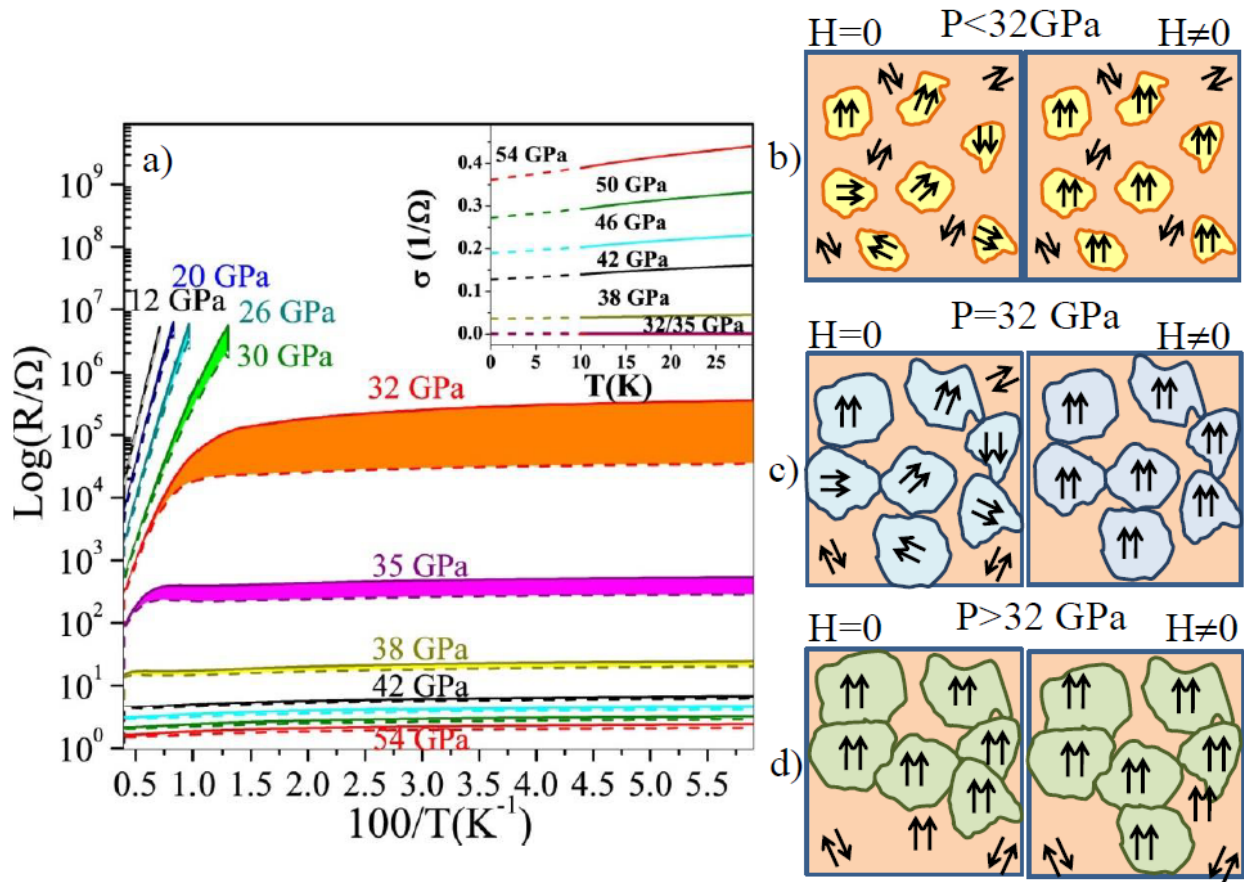 a)
Log(R/Ω)
10⁹
10⁸
10⁷
10⁶
10⁵
10⁴
10³
10²
10¹
10⁰
12 GPa
20 GPa
26 GPa
30 GPa
32 GPa
35 GPa
38 GPa
42 GPa
54 GPa
0.5 1.0 1.5 2.0 2.5 3.0 3.5 4.0 4.5 5.0 5.5
100/T(K⁻¹)
σ (1/Ω)
0.4
0.3
0.2
0.1
0.0
54 GPa
50 GPa
46 GPa
42 GPa
38 GPa
32/35 GPa
0 5 10 15 20 25
T(K)
P<32GPa
H=0 H≠0
b)
P=32 GPa
H=0 H≠0
c)
P>32 GPa
H=0 H≠0
d)